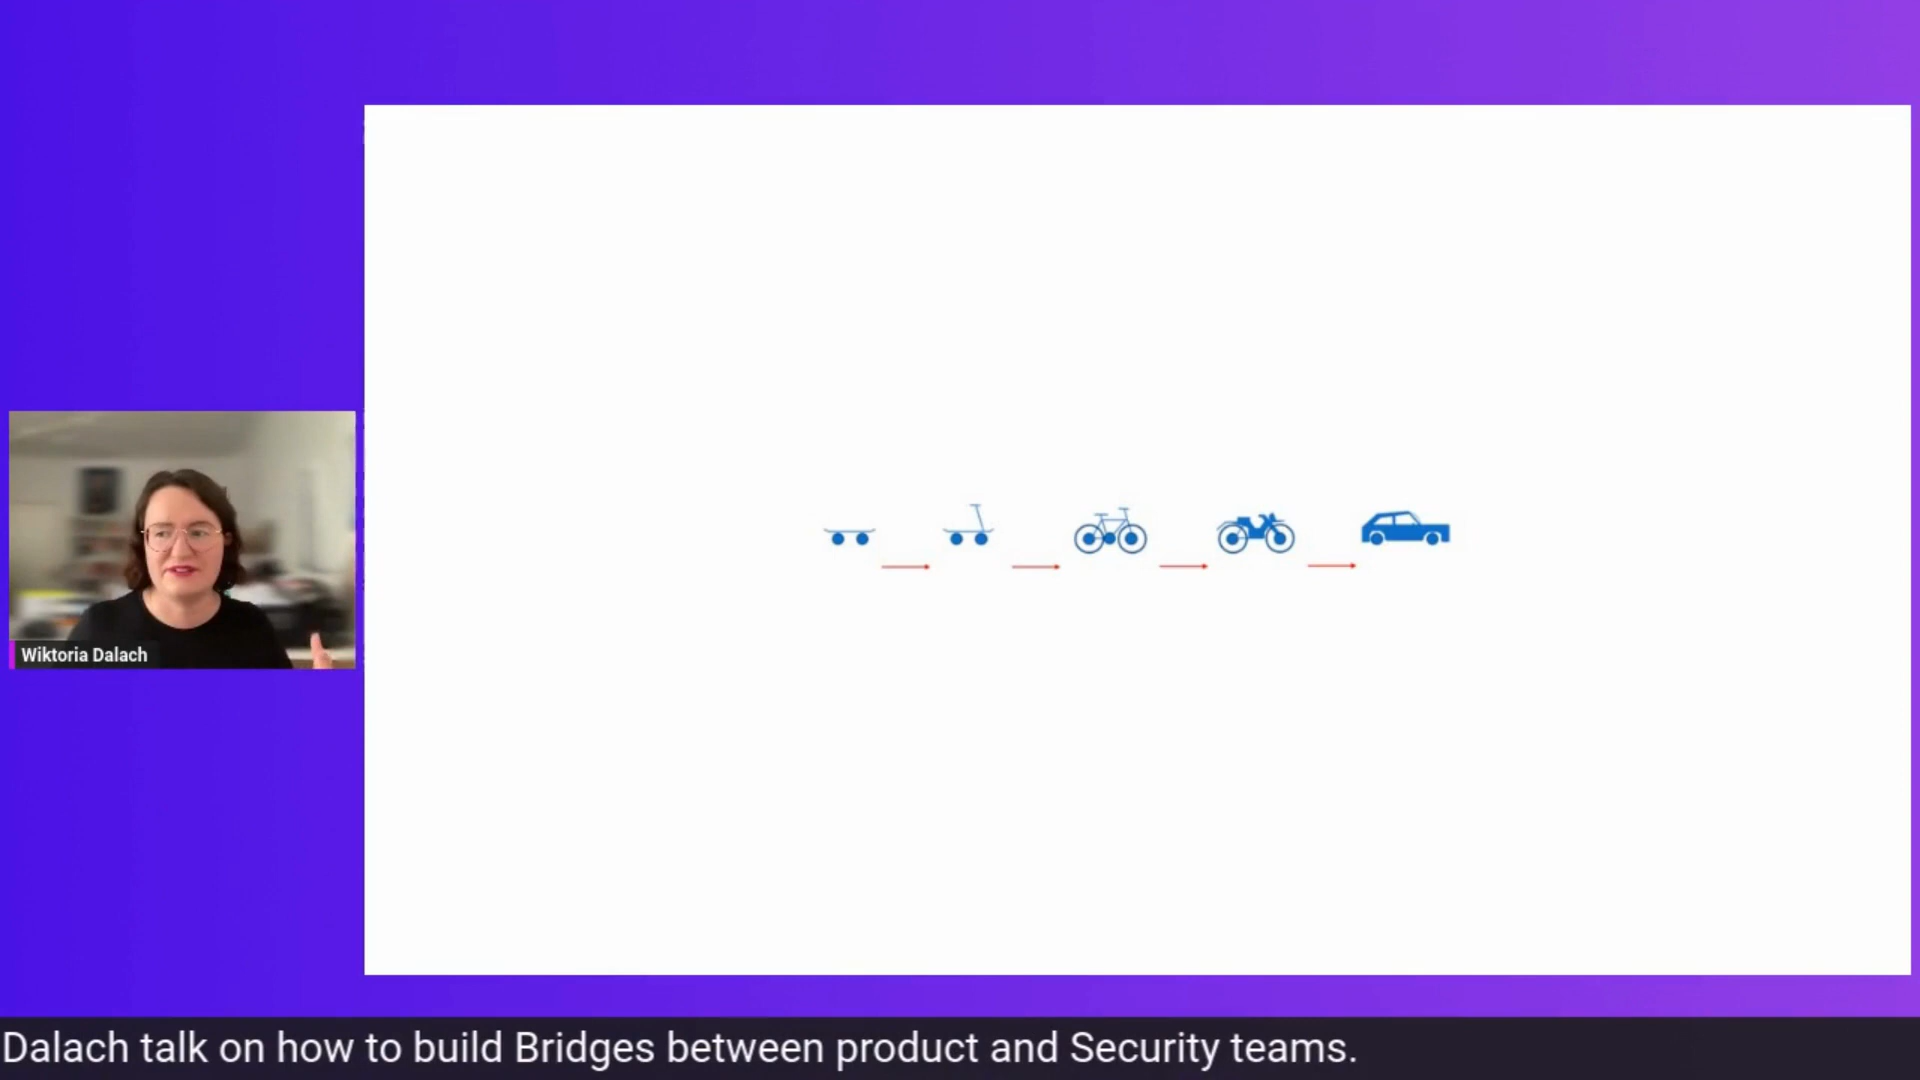 Wiktoria Dalach
Dalach talk on how to build Bridges between product and Security teams.